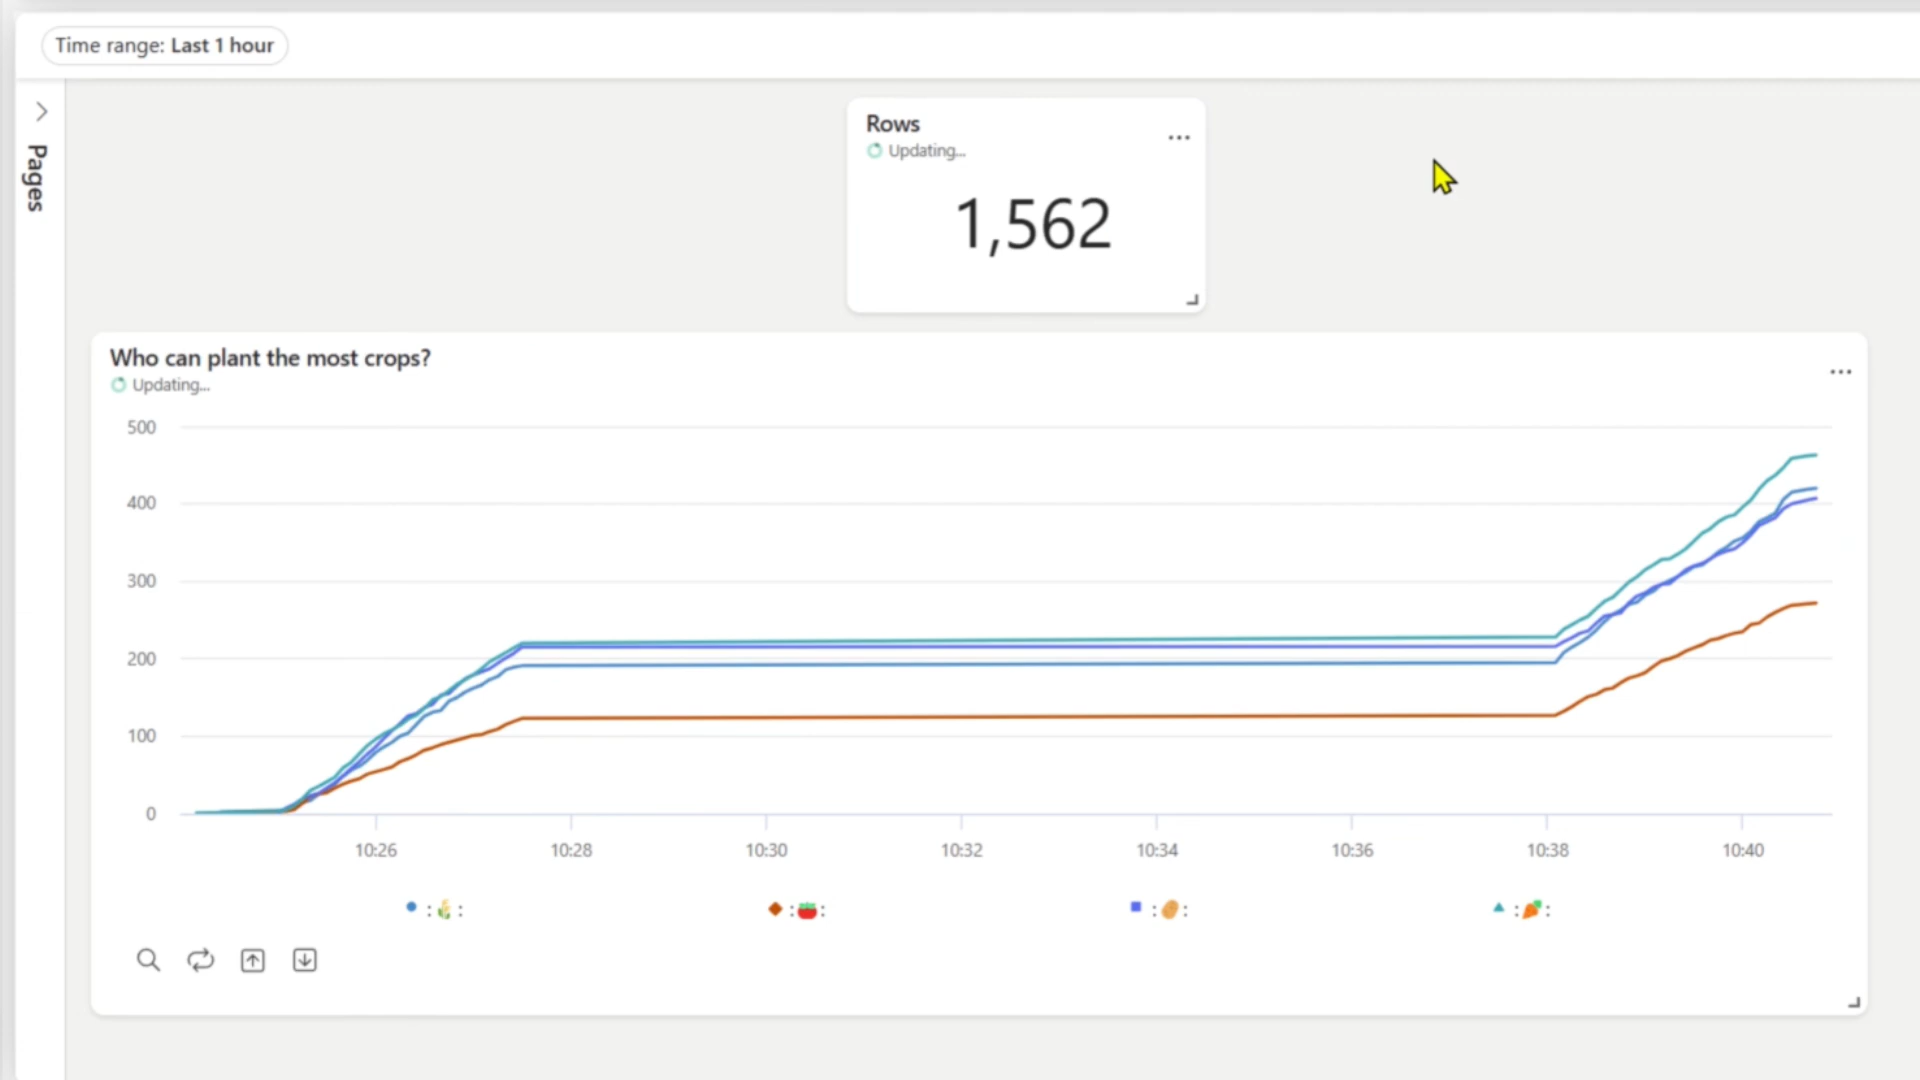 Time range: Last 1 hour
Pages
Rows
Updating...
1,562
Who can plant the most crops?
Updating...
500
400
300
200
100
0
10:26 10:28 10:30 10:32 10:34 10:36 10:38 10:40
: : : : : : : :